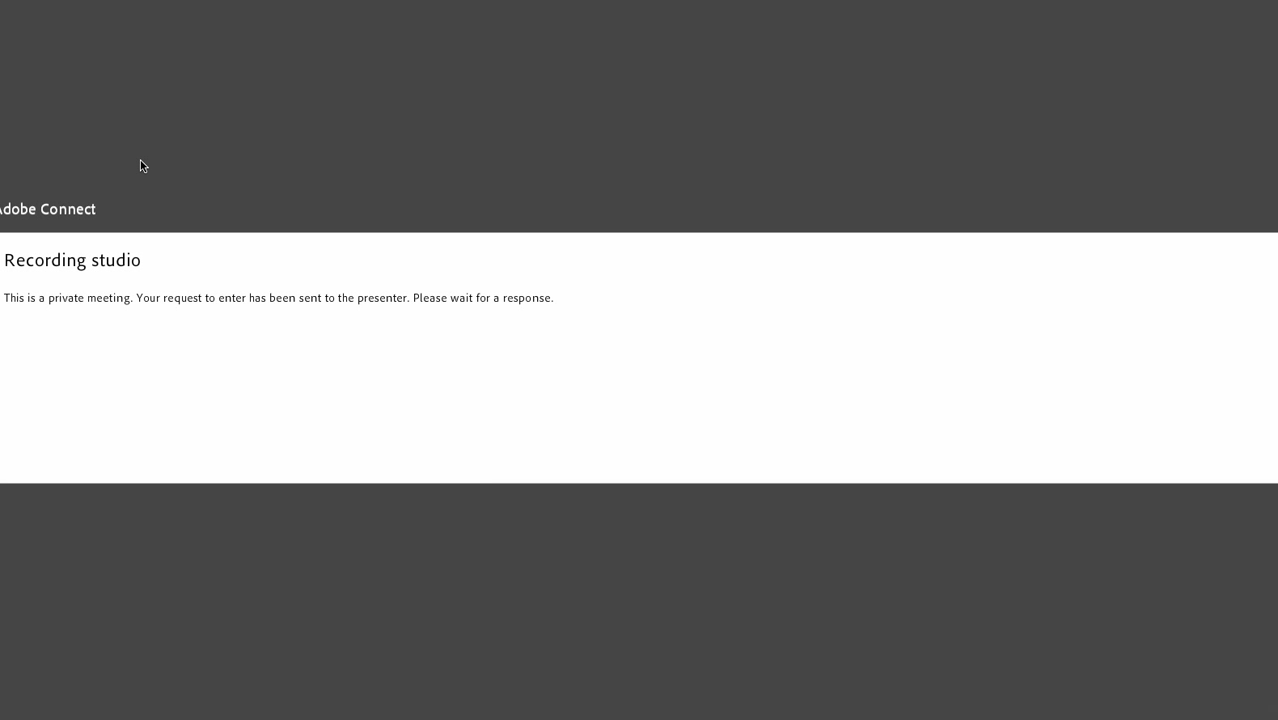 Adobe Connect
Recording studio
This is a private meeting. Your request to enter has been sent to the presenter. Please wait for a response.